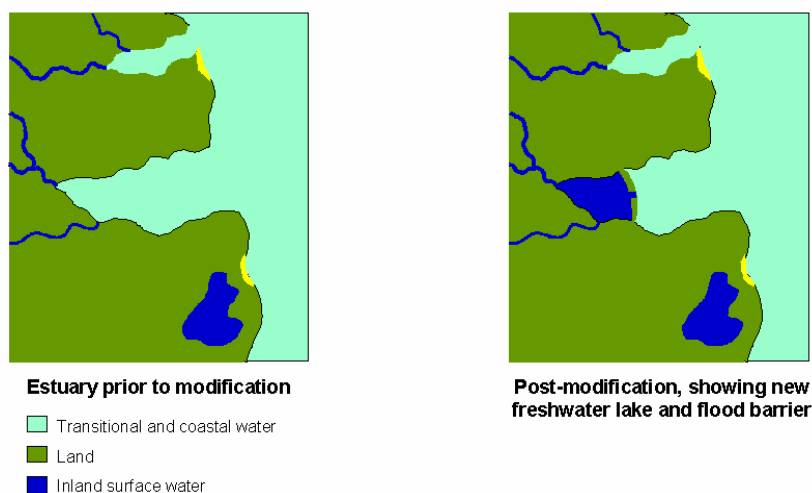 Estuary prior to modification
Transitional and coastal water
Land
Inland surface water
Post-modification, showing new
freshwater lake and flood barrier